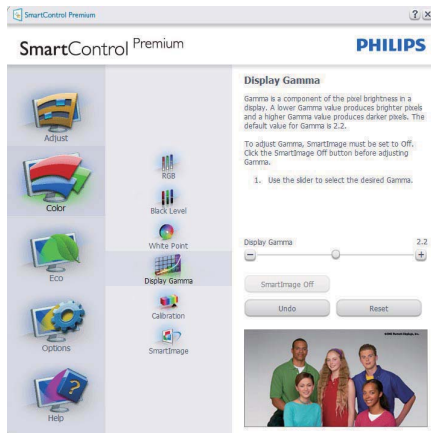 SmartControl Premium
? X
SmartControl Premium
PHILIPS
Adjust
Color
Eco
Options
Help
RGB
Black Level
White Point
Display Gamma
Calibration
SmartImage
Display Gamma
Gamma is a component of the pixel brightness in a
display. A lower Gamma value produces brighter pixels
and a higher Gamma value produces darker pixels. The
default value for Gamma is 2.2.
To adjust Gamma, SmartImage must be set to Off.
Click the SmartImage Off button before adjusting
Gamma.
1. Use the slider to select the desired Gamma.
Display Gamma 2.2
− +
SmartImage Off
Undo Reset